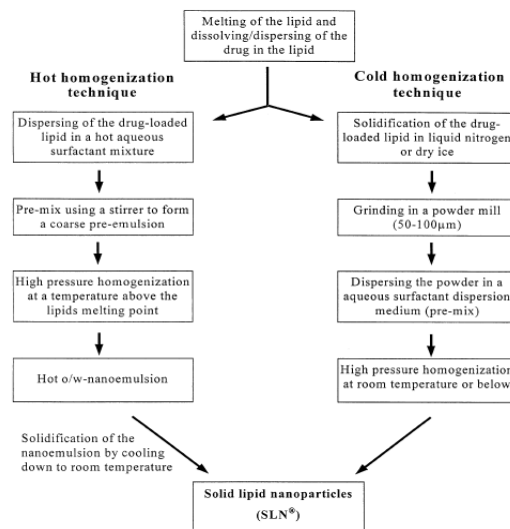 Melting of the lipid and
dissolving/dispersing of the
drug in the lipid
Hot homogenization
technique
Dispersing of the drug-loaded
lipid in a hot aqueous
surfactant mixture
Pre-mix using a stirrer to form
a coarse pre-emulsion
High pressure homogenization
at a temperature above the
lipids melting point
Hot o/w-nanoemulsion
Solidification of the
nanoemulsion by cooling
down to room temperature
Cold homogenization
technique
Solidification of the drug-
loaded lipid in liquid nitrogen
or dry ice
Grinding in a powder mill
(50-100μm)
Dispersing the powder in a
aqueous surfactant dispersion
medium (pre-mix)
High pressure homogenization
at room temperature or below
Solid lipid nanoparticles
(SLN®)